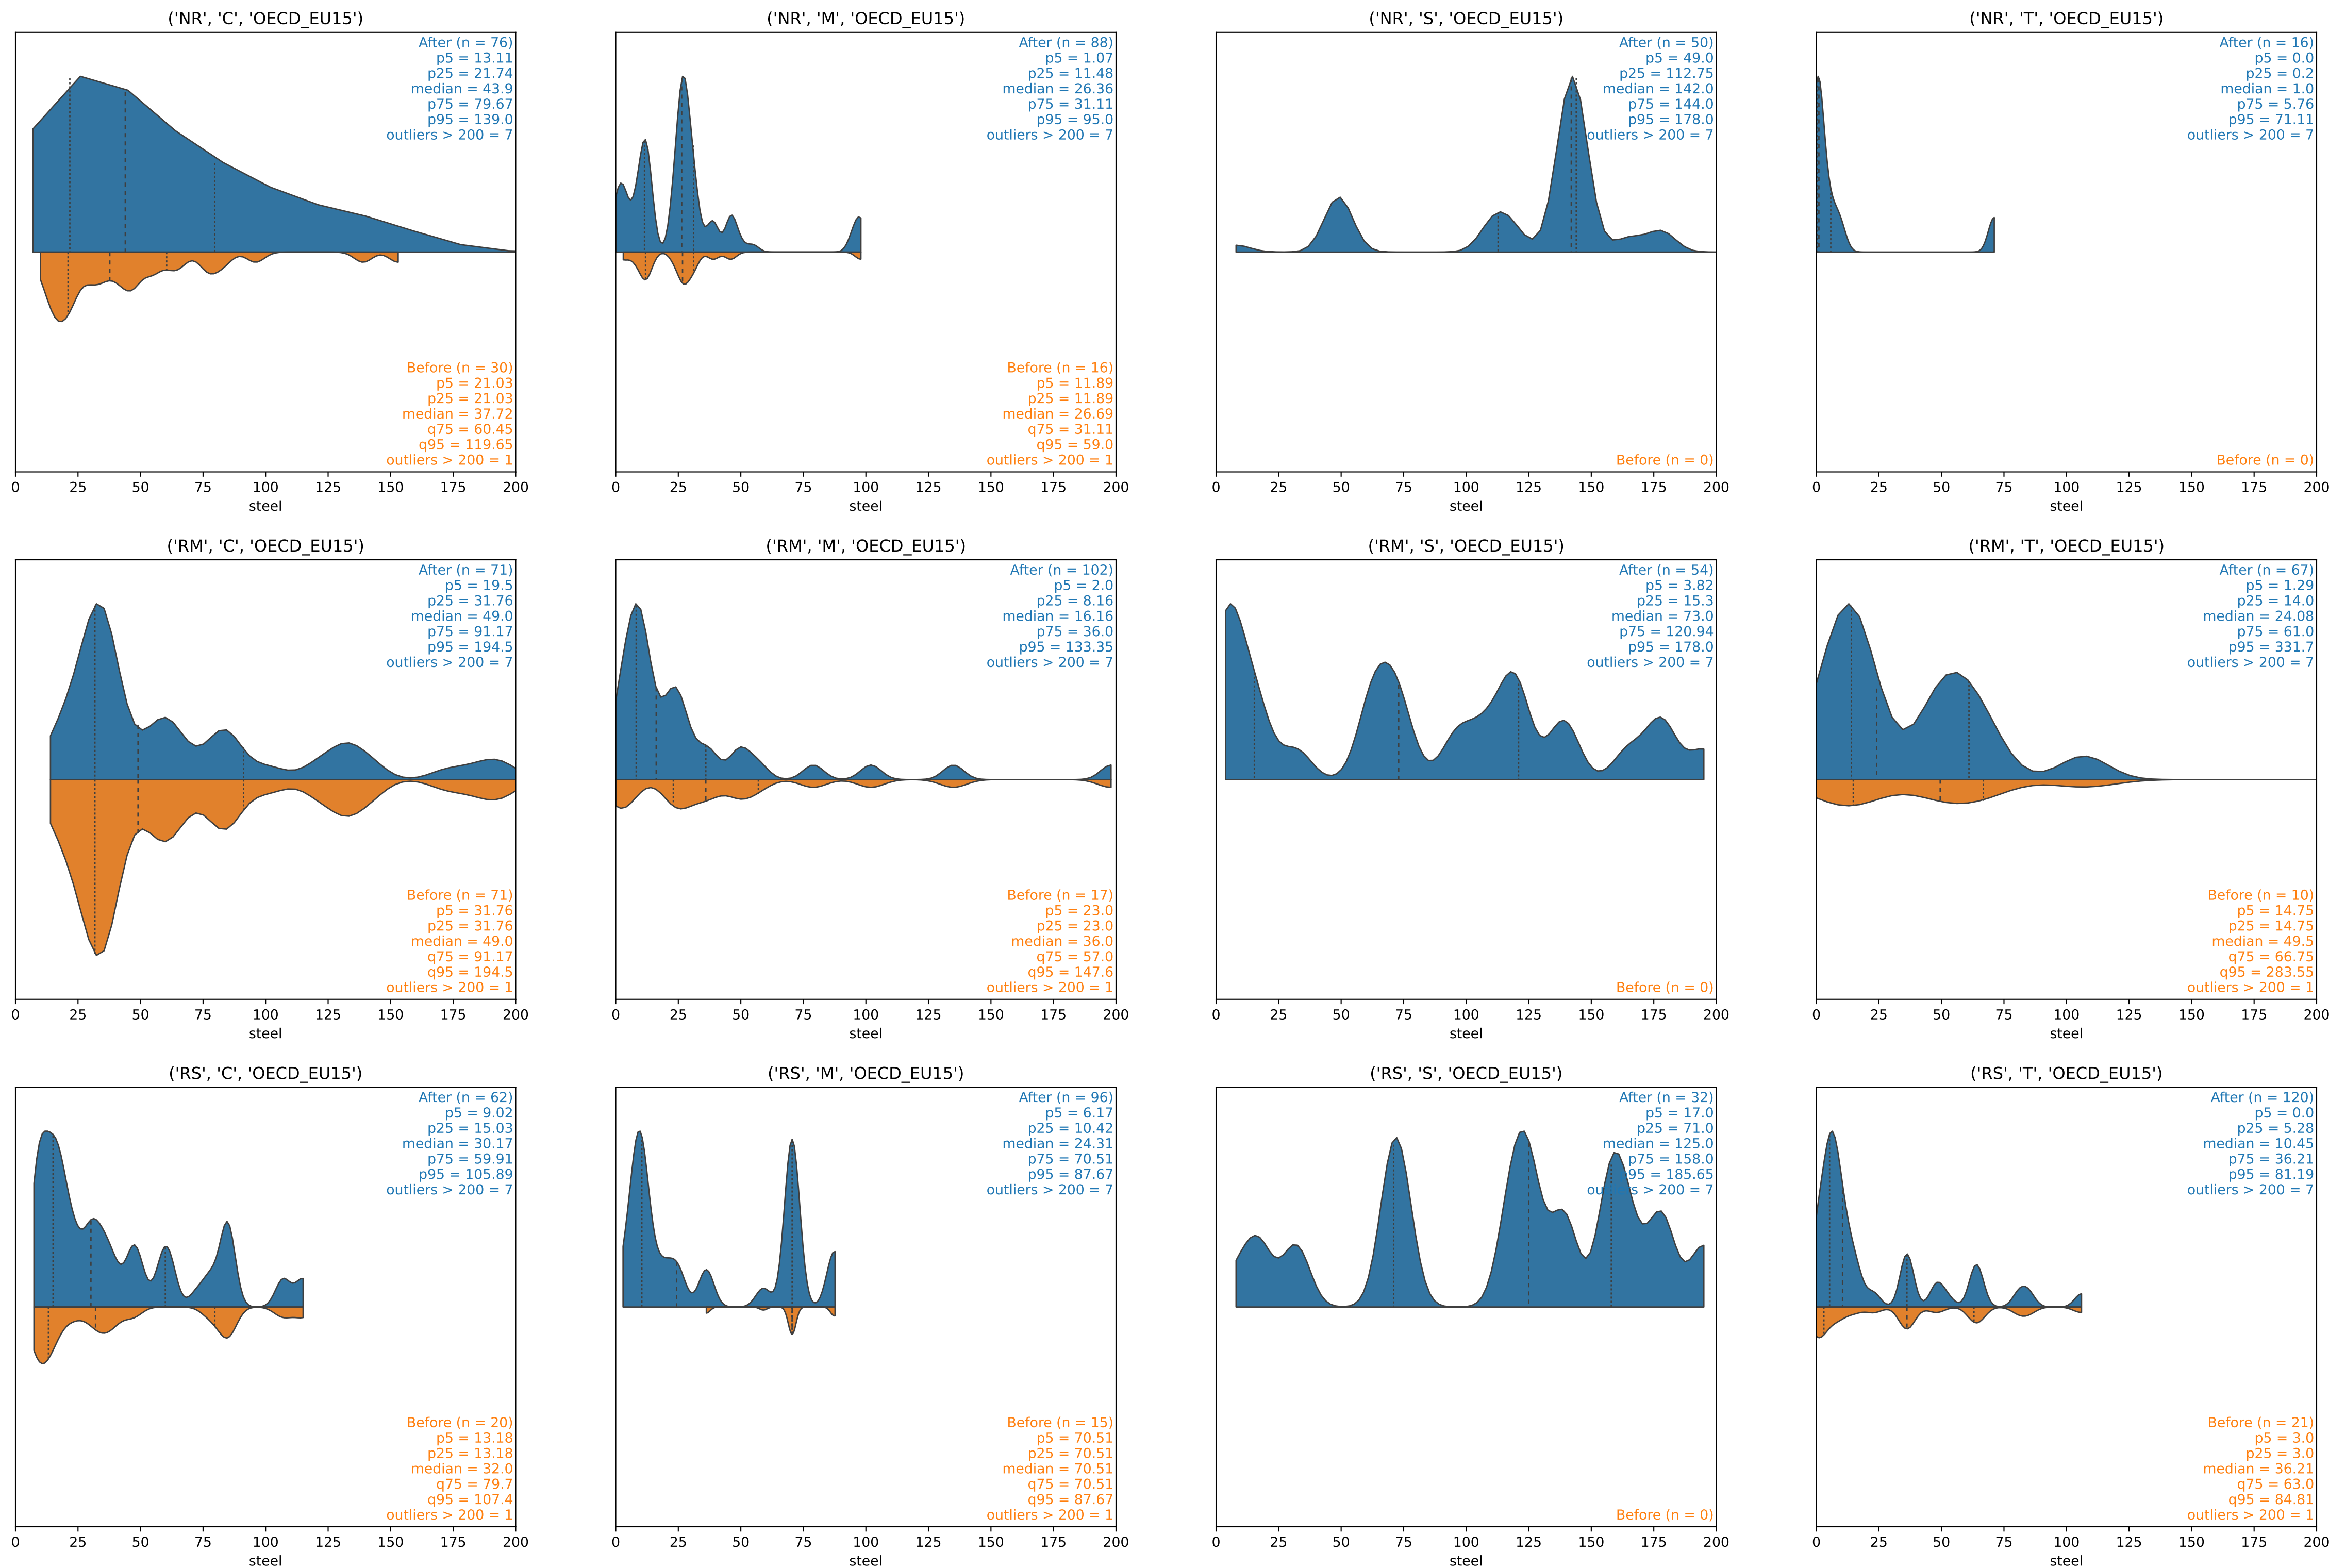 ('NR', 'C', 'OECD_EU15')
After (n = 76)
p5 = 13.11
p25 = 21.74
median = 43.9
p75 = 79.67
p95 = 139.0
outliers > 200 = 7
Before (n = 30)
p5 = 21.03
p25 = 21.03
median = 37.72
q75 = 60.45
q95 = 119.65
outliers > 200 = 1
0 25 50 75 100 125 150 175 200
steel
('NR', 'M', 'OECD_EU15')
After (n = 88)
p5 = 1.07
p25 = 11.48
median = 26.36
p75 = 31.11
p95 = 95.0
outliers > 200 = 7
Before (n = 16)
p5 = 11.89
p25 = 11.89
median = 26.69
q75 = 31.11
q95 = 59.0
outliers > 200 = 1
0 25 50 75 100 125 150 175 200
steel
('NR', 'S', 'OECD_EU15')
After (n = 50)
p5 = 49.0
p25 = 112.75
median = 142.0
p75 = 144.0
p95 = 178.0
outliers > 200 = 7
Before (n = 0)
0 25 50 75 100 125 150 175 200
steel
('NR', 'T', 'OECD_EU15')
After (n = 16)
p5 = 0.0
p25 = 0.2
median = 1.0
p75 = 5.76
p95 = 71.11
outliers > 200 = 7
Before (n = 0)
0 25 50 75 100 125 150 175 200
steel
('RM', 'C', 'OECD_EU15')
After (n = 71)
p5 = 19.5
p25 = 31.76
median = 49.0
p75 = 91.17
p95 = 194.5
outliers > 200 = 7
Before (n = 71)
p5 = 31.76
p25 = 31.76
median = 49.0
q75 = 91.17
q95 = 194.5
outliers > 200 = 1
0 25 50 75 100 125 150 175 200
steel
('RM', 'M', 'OECD_EU15')
After (n = 102)
p5 = 2.0
p25 = 8.16
median = 16.16
p75 = 36.0
p95 = 133.35
outliers > 200 = 7
Before (n = 17)
p5 = 23.0
p25 = 23.0
median = 36.0
q75 = 57.0
q95 = 147.6
outliers > 200 = 1
0 25 50 75 100 125 150 175 200
steel
('RM', 'S', 'OECD_EU15')
After (n = 54)
p5 = 3.82
p25 = 15.3
median = 73.0
p75 = 120.94
p95 = 178.0
outliers > 200 = 7
Before (n = 0)
0 25 50 75 100 125 150 175 200
steel
('RM', 'T', 'OECD_EU15')
After (n = 67)
p5 = 1.29
p25 = 14.0
median = 24.08
p75 = 61.0
p95 = 331.7
outliers > 200 = 7
Before (n = 10)
p5 = 14.75
p25 = 14.75
median = 49.5
q75 = 66.75
q95 = 283.55
outliers > 200 = 1
0 25 50 75 100 125 150 175 200
steel
('RS', 'C', 'OECD_EU15')
After (n = 62)
p5 = 9.02
p25 = 15.03
median = 30.17
p75 = 59.91
p95 = 105.89
outliers > 200 = 7
Before (n = 20)
p5 = 13.18
p25 = 13.18
median = 32.0
q75 = 79.7
q95 = 107.4
outliers > 200 = 1
0 25 50 75 100 125 150 175 200
steel
('RS', 'M', 'OECD_EU15')
After (n = 96)
p5 = 6.17
p25 = 10.42
median = 24.31
p75 = 70.51
p95 = 87.67
outliers > 200 = 7
Before (n = 15)
p5 = 70.51
p25 = 70.51
median = 70.51
q75 = 70.51
q95 = 87.67
outliers > 200 = 1
0 25 50 75 100 125 150 175 200
steel
('RS', 'S', 'OECD_EU15')
After (n = 32)
p5 = 17.0
p25 = 71.0
median = 125.0
p75 = 158.0
p95 = 185.65
> 200 = 7
Before (n = 0)
0 25 50 75 100 125 150 175 200
steel
('RS', 'T', 'OECD_EU15')
After (n = 120)
p5 = 0.0
p25 = 5.28
median = 10.45
p75 = 36.21
p95 = 81.19
outliers > 200 = 7
Before (n = 21)
p5 = 3.0
p25 = 3.0
median = 36.21
q75 = 63.0
q95 = 84.81
outliers > 200 = 1
0 25 50 75 100 125 150 175 200
steel